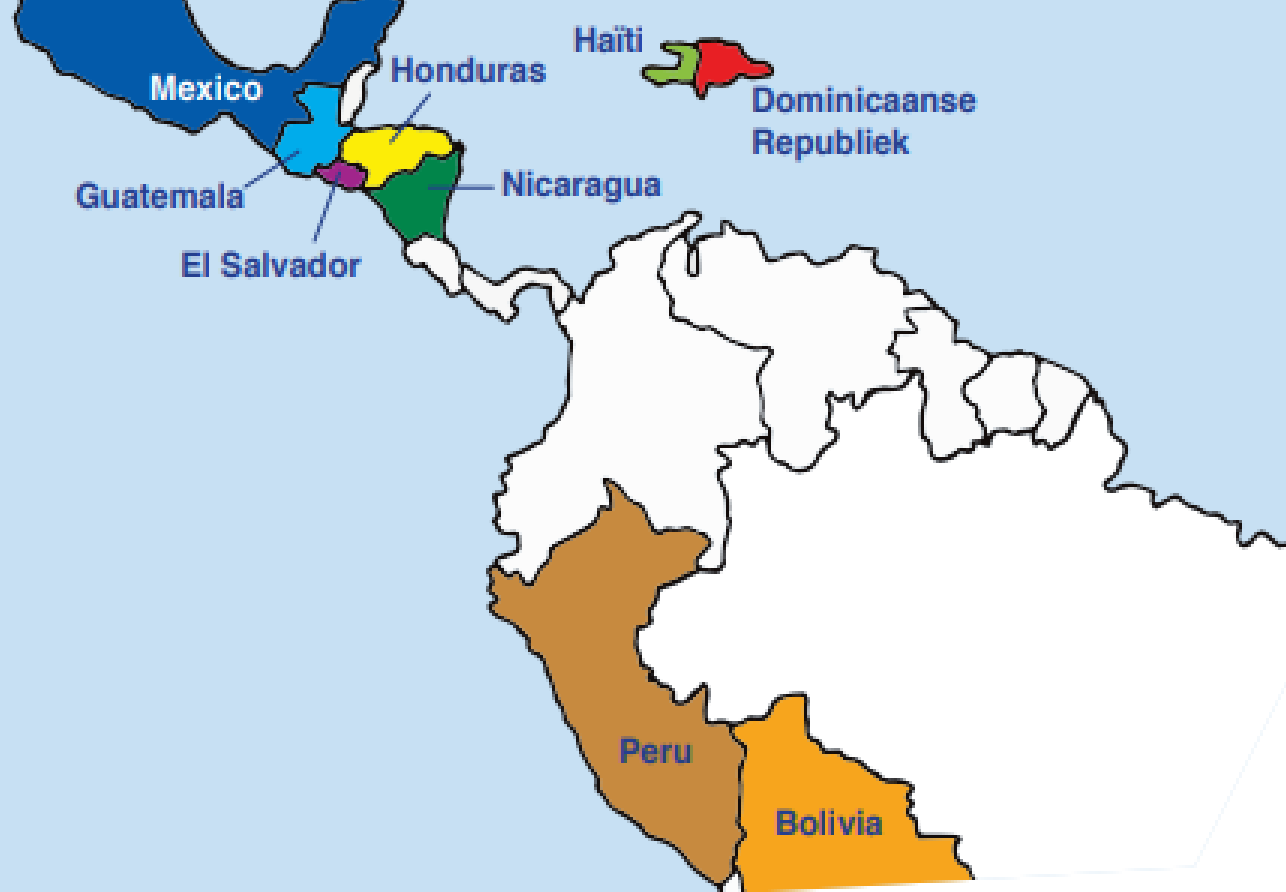 Haïti
Honduras
Mexico
Dominicaanse
Republiek
Guatemala
Nicaragua
El Salvador
Peru
Bolivia